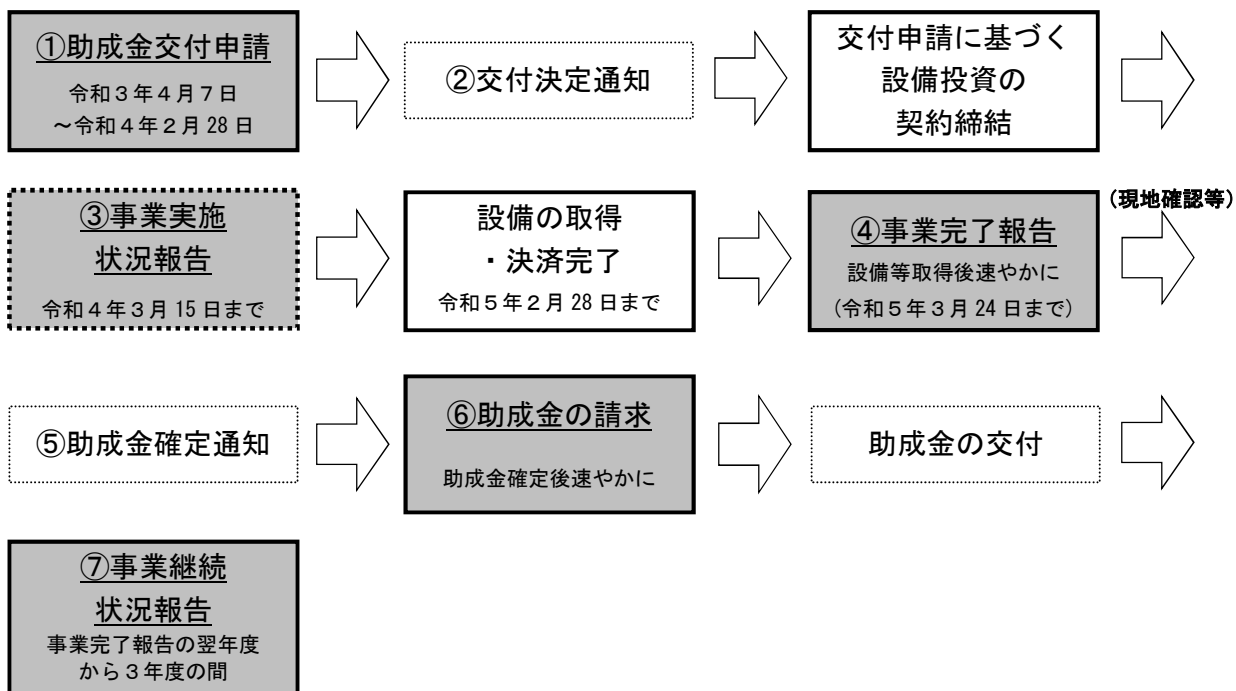 ①助成金交付申請
令和３年４月７日
～令和４年２月 28 日
②交付決定通知
交付申請に基づく
設備投資の
契約締結
③事業実施
状況報告
令和４年３月 15 日まで
設備の取得
・決済完了
令和５年２月 28 日まで
④事業完了報告
設備等取得後速やかに
(令和５年３月 24 日まで)
(現地確認等)
⑤助成金確定通知
⑥助成金の請求
助成金確定後速やかに
助成金の交付
⑦事業継続
状況報告
事業完了報告の翌年度
から３年度の間